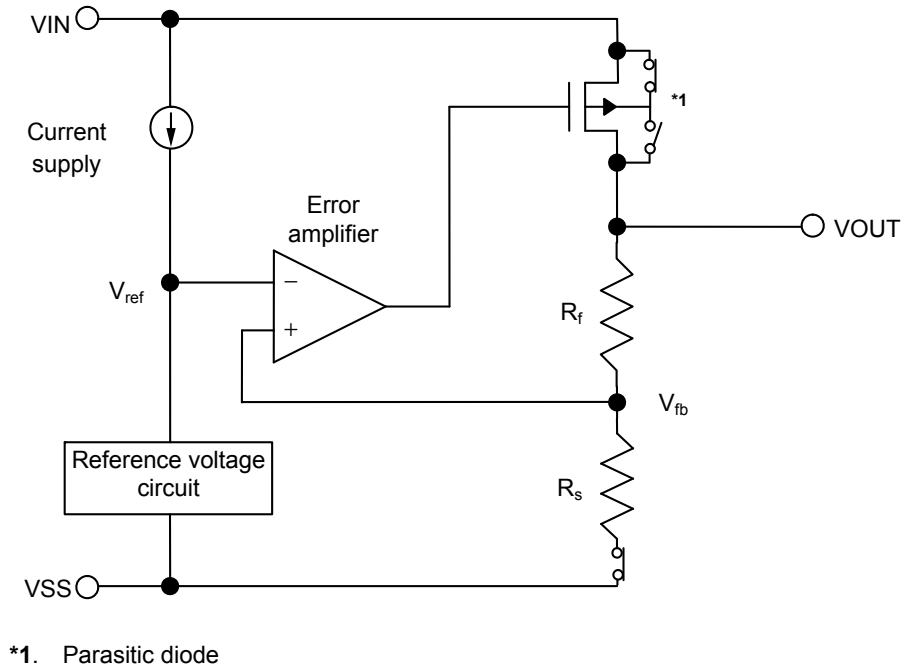 VIN
*1
Current
supply
Error
amplifier
VOUT
Vref
−
+
Rf
Vfb
Reference voltage
circuit
Rs
VSS
*1. Parasitic diode